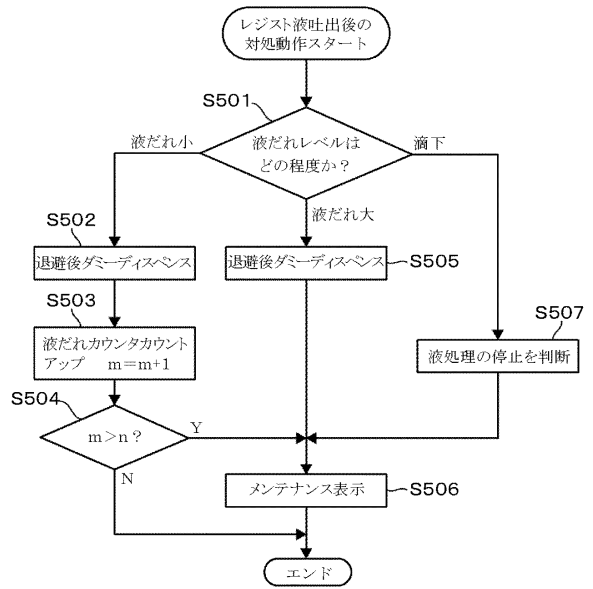 レジスト液吐出後の
対処動作スタート
S501
液だれレベルは
どの程度か？
液だれ小
滴下
液だれ大
S502
退避後ダミーディスペンス
退避後ダミーディスペンス
S505
S503
液だれカウンタカウント
アップ　m＝m+1
S507
液処理の停止を判断
S504
m＞n？
Y
N
メンテナンス表示
S506
エンド